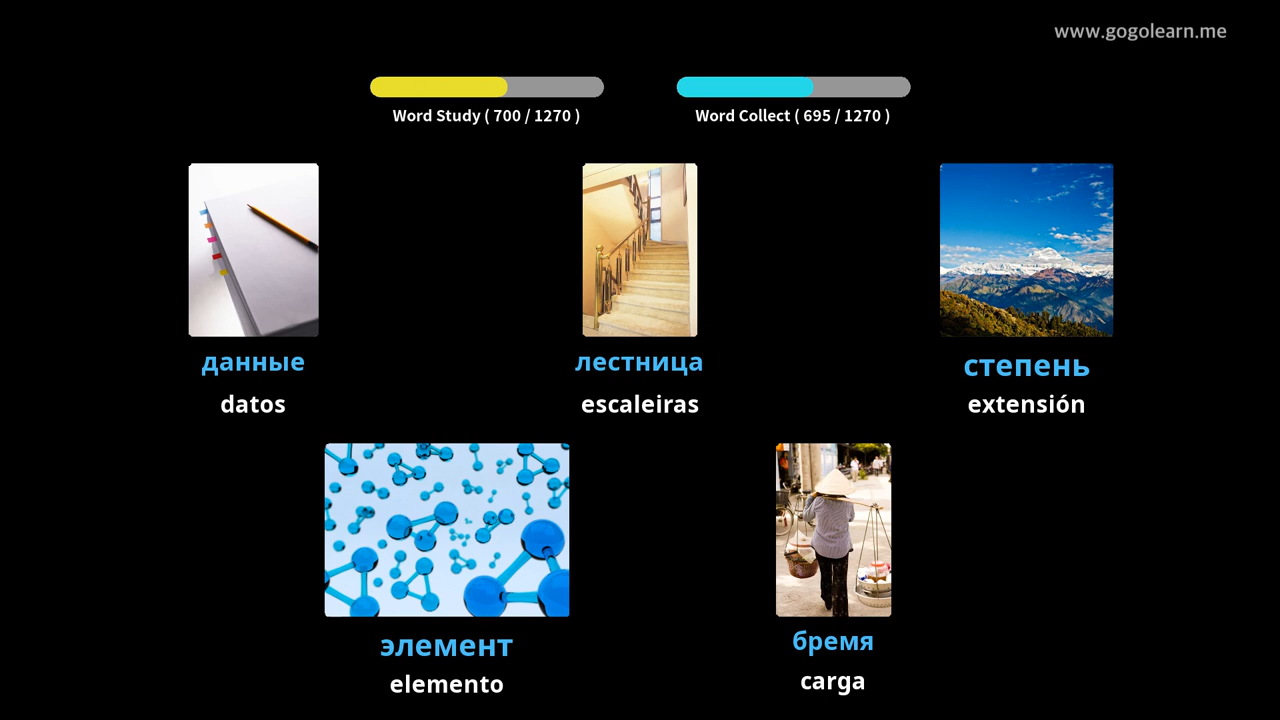 www.gogolearn.me
Word Study ( 700 / 1270 )
Word Collect ( 695 / 1270 )
данные
лестница
степень
datos
escaleiras
extensión
элемент
бремя
elemento
carga